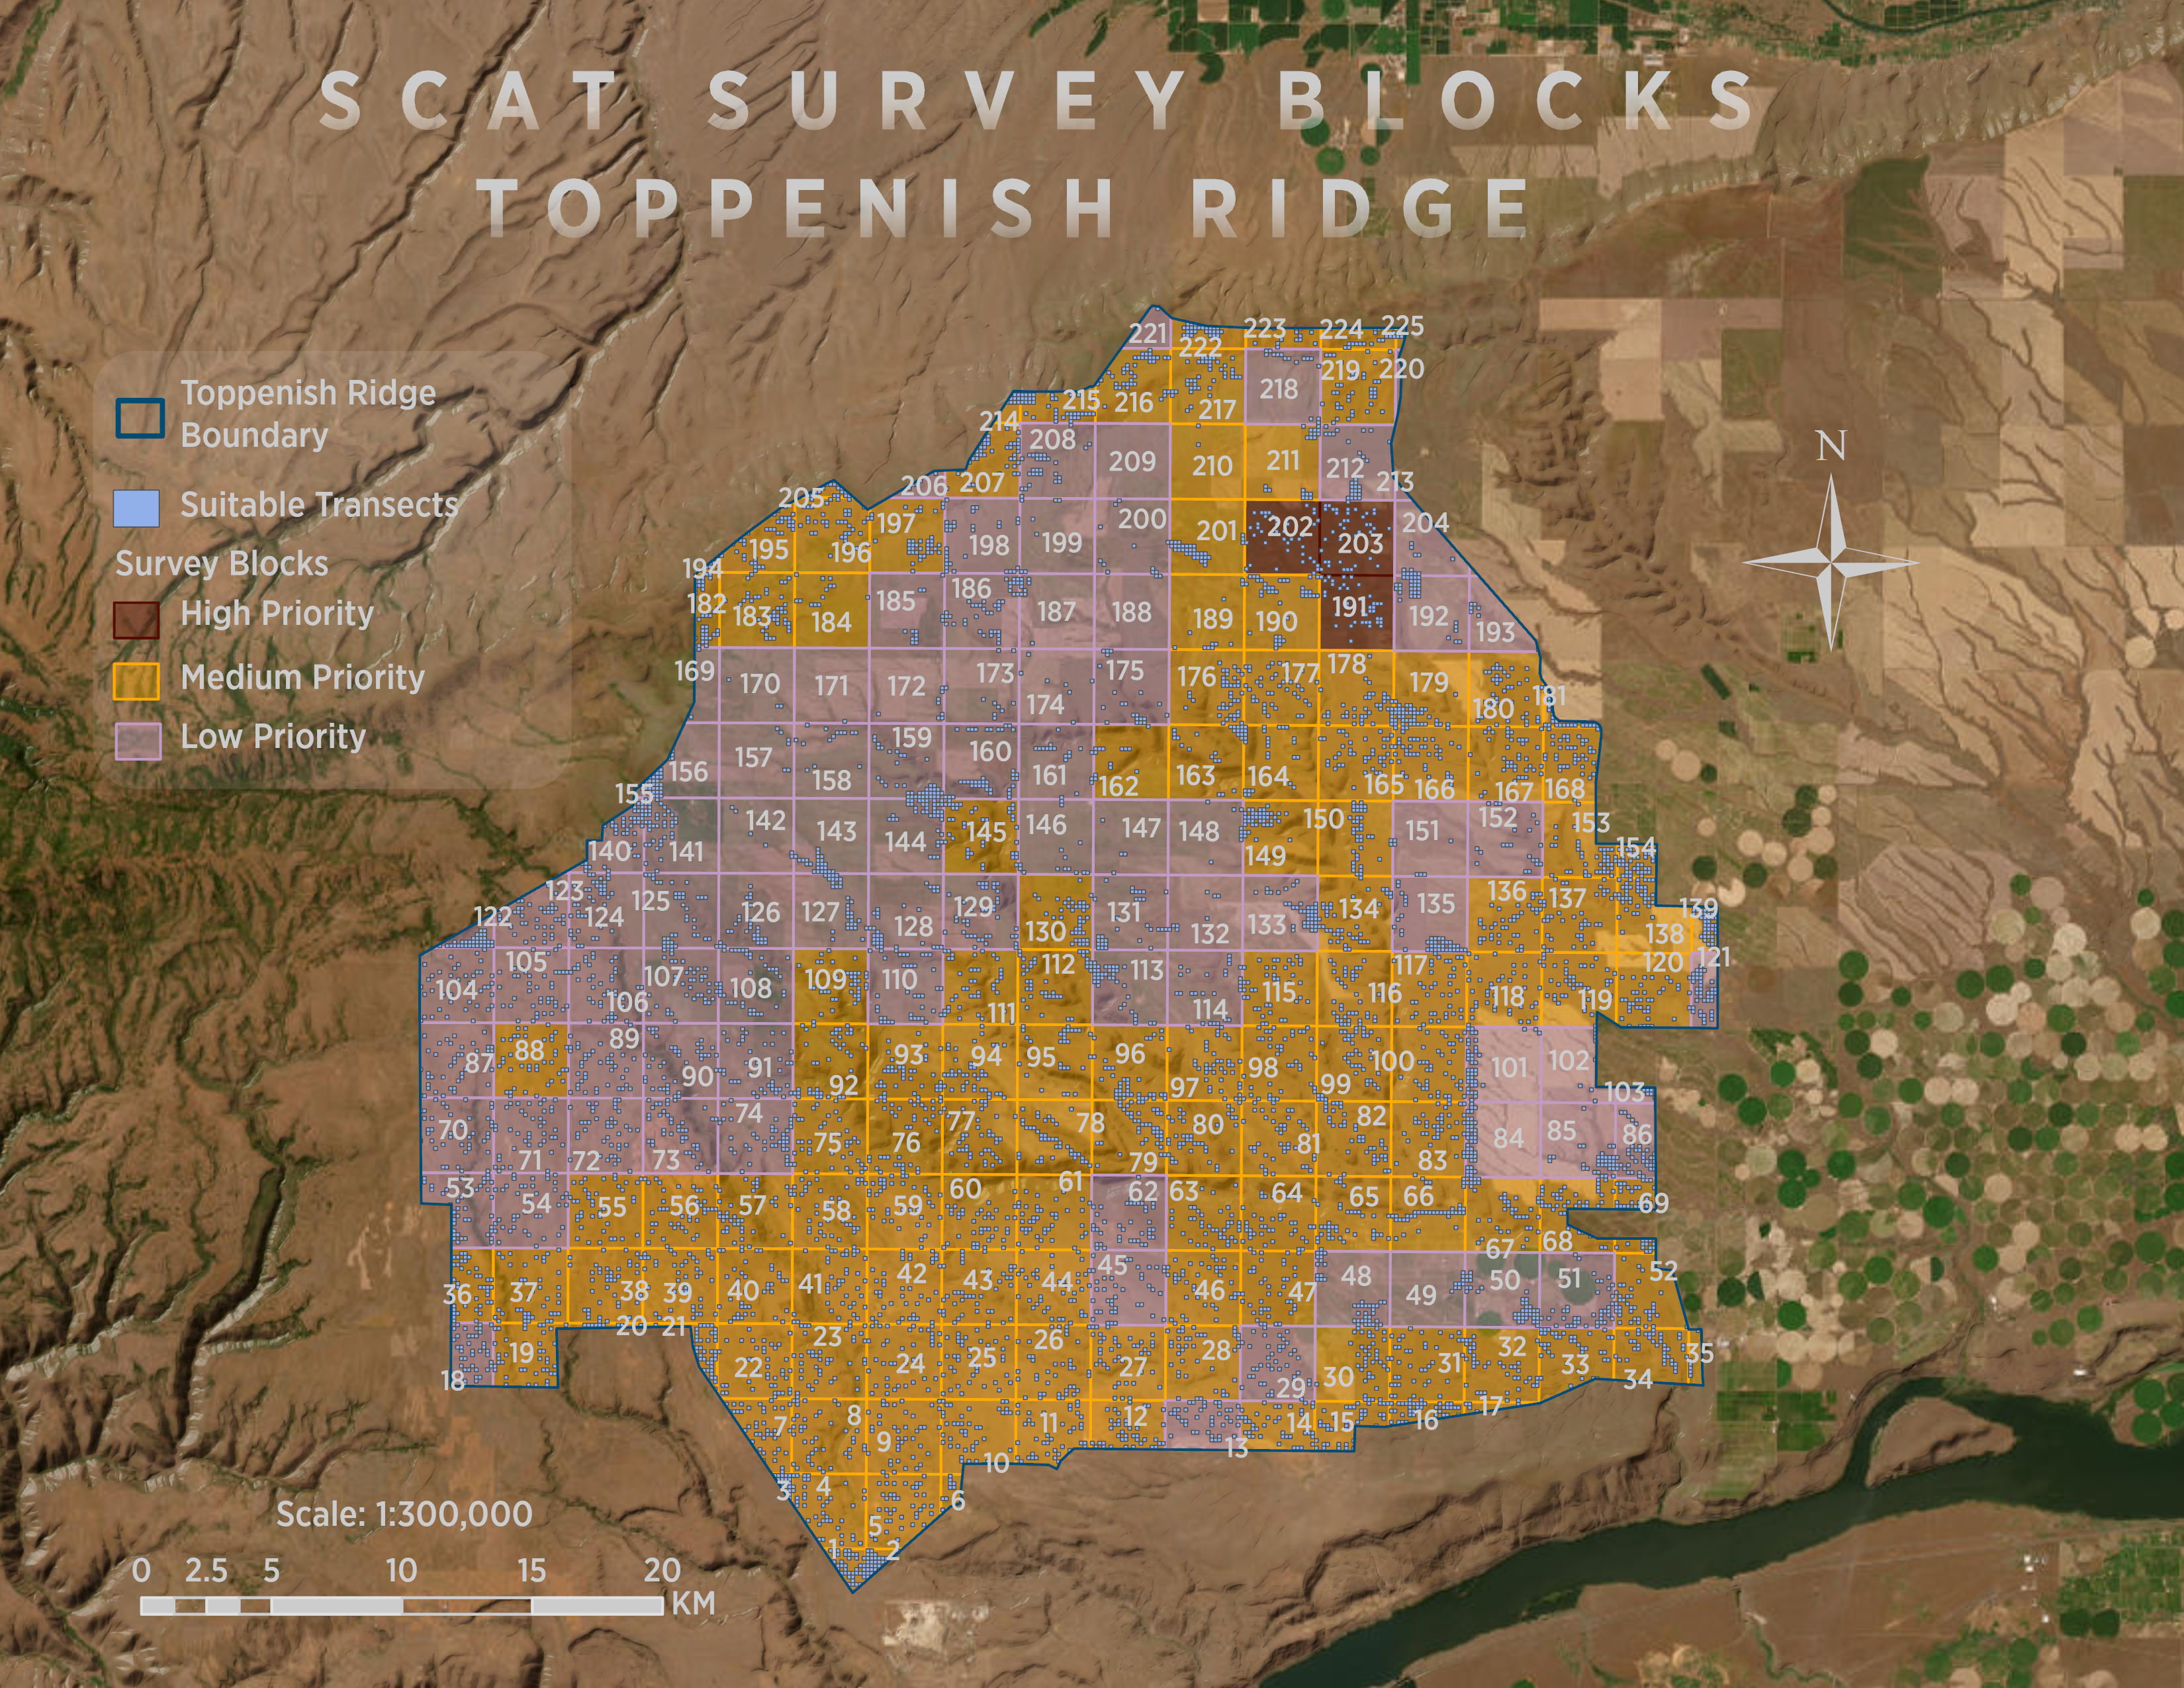 SCAT SURVEY BLOCKS
TOPPENISH RIDGE
Toppenish Ridge
Boundary
Suitable Transects
Survey Blocks
High Priority
Medium Priority
Low Priority
N
221 222 223 224 225
214 215 216 217 218 219 220
205 206 207 208 209 210 211 212 213
194 195 196 197 198 199 200 201 202 203 204
182 183 184 185 186 187 188 189 190 191 192 193
169 170 171 172 173 174 175 176 177 178 179 180 181
155 156 157 158 159 160 161 162 163 164 165 166 167 168
140 141 142 143 144 145 146 147 148 149 150 151 152 153 154
122 123 124 125 126 127 128 129 130 131 132 133 134 135 136 137 138 139
104 105 106 107 108 109 110 111 112 113 114 115 116 117 118 119 120 121
87 88 89 90 91 92 93 94 95 96 97 98 99 100 101 102 103
70 71 72 73 74 75 76 77 78 79 80 81 82 83 84 85 86
53 54 55 56 57 58 59 60 61 62 63 64 65 66 67 68 69
36 37 38 39 40 41 42 43 44 45 46 47 48 49 50 51 52
18 19 20 21 22 23 24 25 26 27 28 29 30 31 32 33 34 35
7 8 9 10 11 12 13 14 15 16 17
3 4 5 6
1 2
Scale: 1:300,000
0 2.5 5 10 15 20
KM